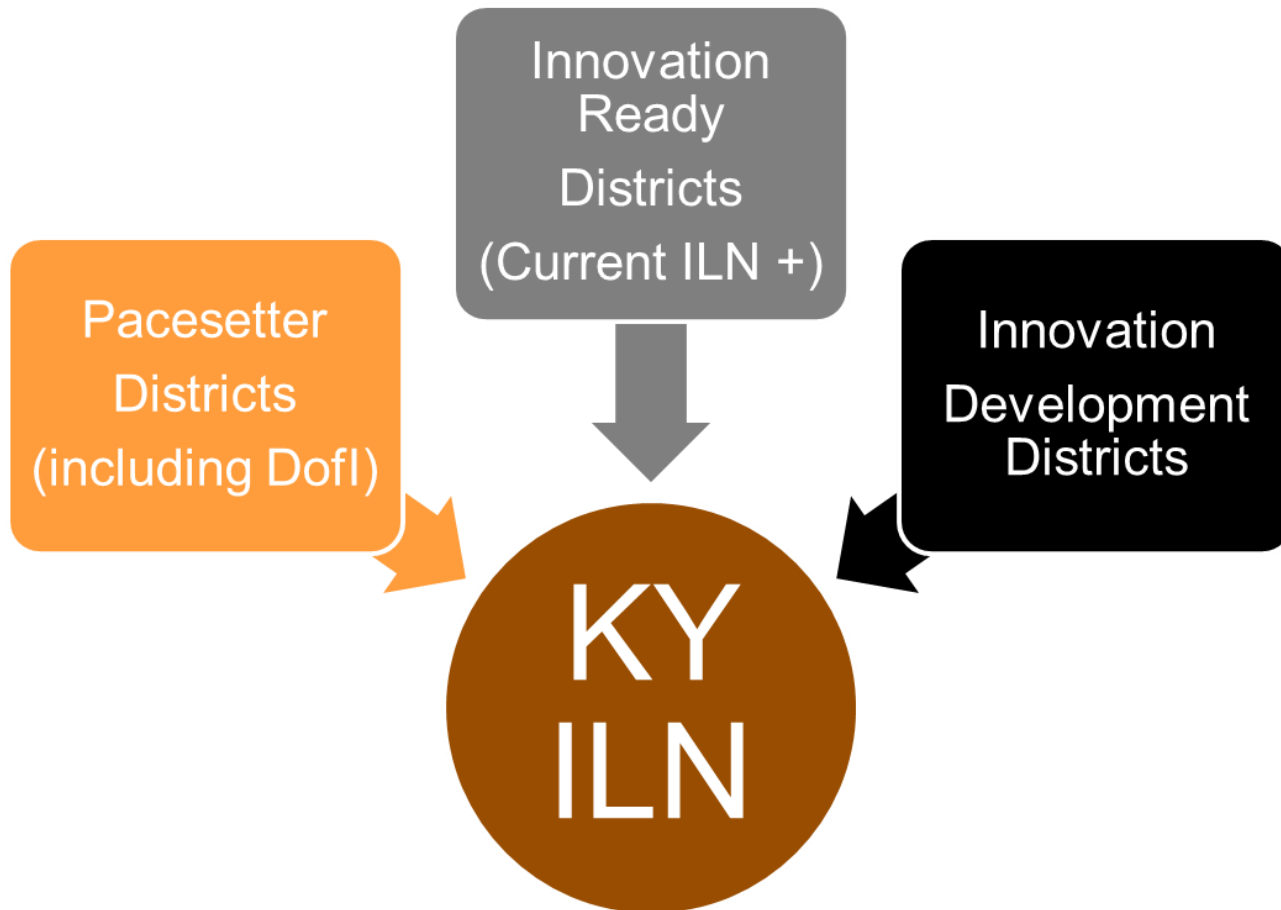 Pacesetter
Districts
(including DofI)
Innovation
Ready
Districts
(Current ILN +)
Innovation
Development
Districts
KY
ILN